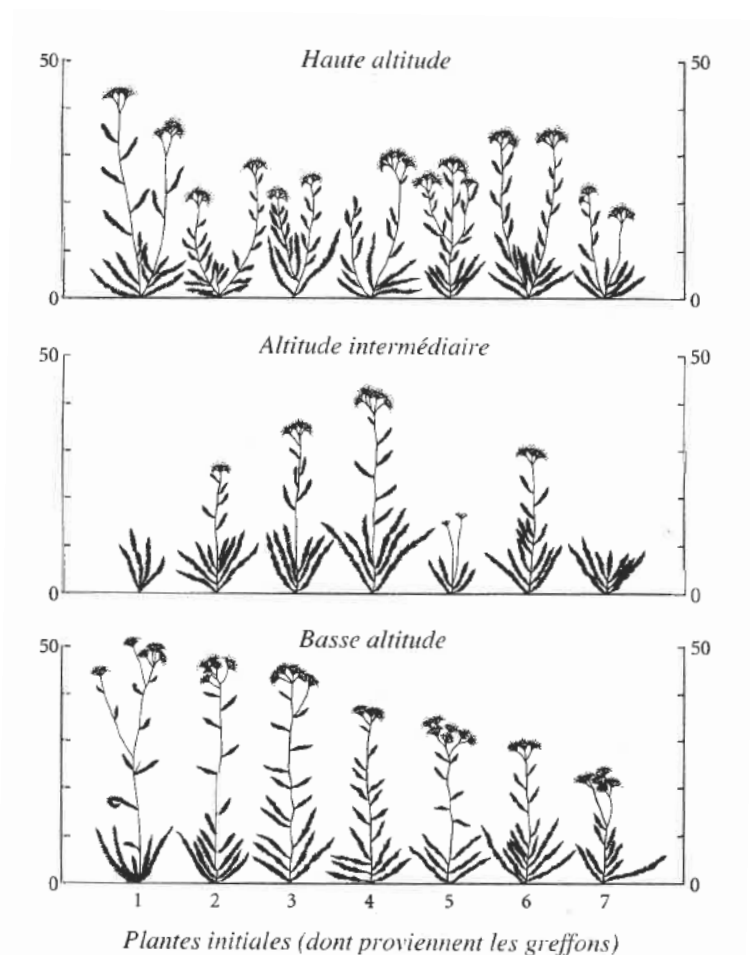 Haute altitude
50 50
0 0
Altitude intermédiaire
50 50
0 0
Basse altitude
50 50
0 0
1 2 3 4 5 6 7
Plantes initiales (dont proviennent les greffons)